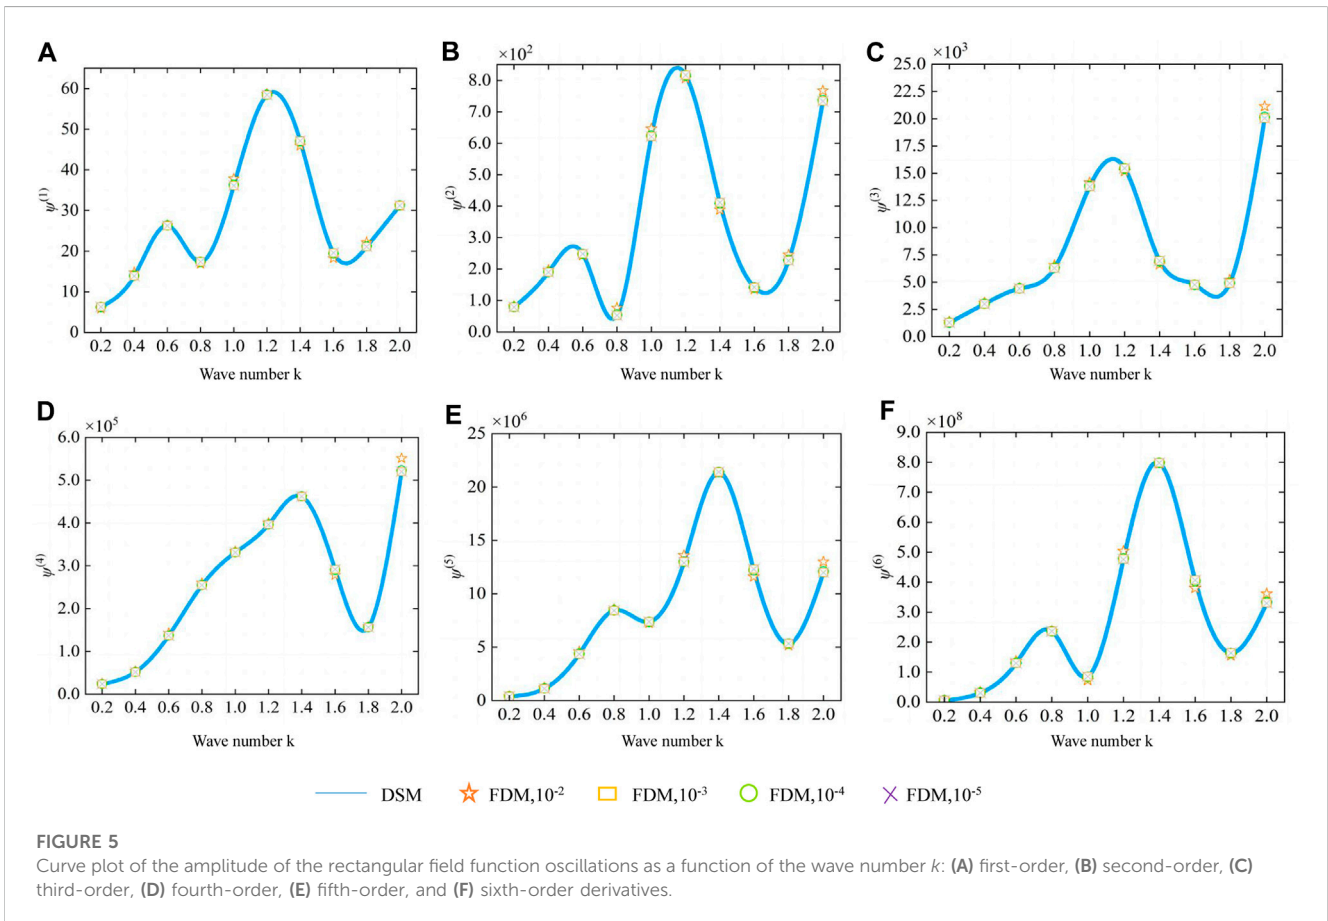 A
60
50
40
30
20
10
0
ψ(1)
0.2 0.4 0.6 0.8 1.0 1.2 1.4 1.6 1.8 2.0
Wave number k
B
×10²
8.0
7.0
6.0
5.0
4.0
3.0
2.0
1.0
0.0
ψ(2)
0.2 0.4 0.6 0.8 1.0 1.2 1.4 1.6 1.8 2.0
Wave number k
C
×10³
25.0
22.5
20.0
17.5
15.0
12.5
10.0
7.5
5.0
2.5
0.0
ψ(3)
0.2 0.4 0.6 0.8 1.0 1.2 1.4 1.6 1.8 2.0
Wave number k
D
×10⁵
6.0
5.0
4.0
3.0
2.0
1.0
0.0
ψ(4)
0.2 0.4 0.6 0.8 1.0 1.2 1.4 1.6 1.8 2.0
Wave number k
E
×10⁶
25
20
15
10
5
0
ψ(5)
0.2 0.4 0.6 0.8 1.0 1.2 1.4 1.6 1.8 2.0
Wave number k
F
×10⁸
9.0
8.0
7.0
6.0
5.0
4.0
3.0
2.0
1.0
0.0
ψ(6)
0.2 0.4 0.6 0.8 1.0 1.2 1.4 1.6 1.8 2.0
Wave number k
DSM FDM,10⁻² FDM,10⁻³ FDM,10⁻⁴ FDM,10⁻⁵
FIGURE 5
Curve plot of the amplitude of the rectangular field function oscillations as a function of the wave number k: (A) first-order, (B) second-order, (C)
third-order, (D) fourth-order, (E) fifth-order, and (F) sixth-order derivatives.